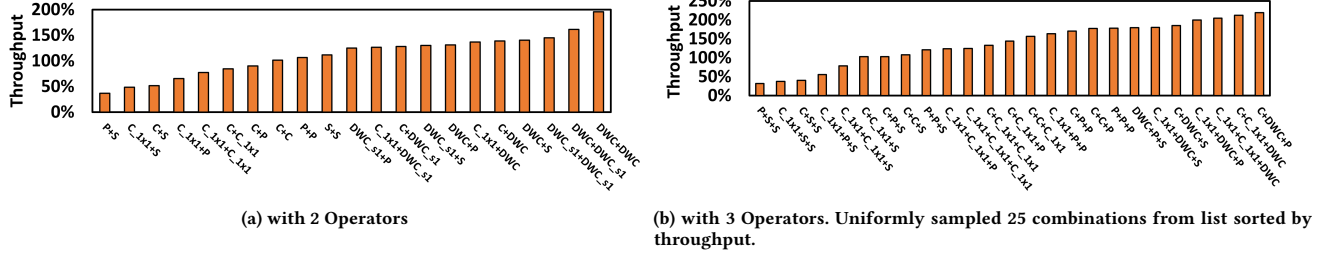 Throughput
200%
150%
100%
50%
0%
P+S
C_1x1+S
C+S
C_1x1+P
C_1x1+C_1x1
C+C_1x1
C+P
C+C
P+P
S+S
DWC_s1+P
C_1x1+DWC_s1
C+DWC_s1
DWC_s1+S
DWC+P
C_1x1+DWC
C+DWC
DWC+S
DWC_s1+DWC_s1
DWC+DWC_s1
DWC+DWC
(a) with 2 Operators
Throughput
250%
200%
150%
100%
50%
0%
P+S+S
C_1x1+S+S
C+S+S
C_1x1+P+S
C_1x1+C_1x1+S
C+C_1x1+S
C+P+S
C+C+S
P+P+S
C_1x1+C_1x1+P
C_1x1+C_1x1+C_1x1
C+C_1x1+C_1x1
C+C_1x1+P
C+C+C_1x1
C_1x1+P+P
C+P+P
C+C+P
P+P+P
DWC+P+S
C_1x1+DWC+S
C+DWC+S
C_1x1+DWC+P
C_1x1+C_1x1+DWC
C+C_1x1+DWC
C+DWC+P
(b) with 3 Operators. Uniformly sampled 25 combinations from list sorted by
throughput.